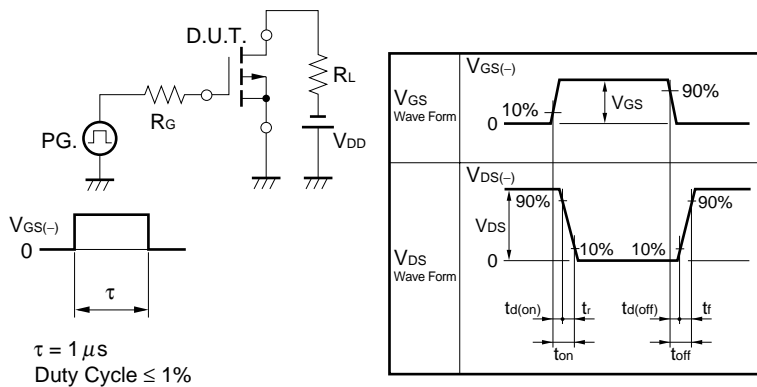 D.U.T.
RL
RG
PG.
VDD
VGS(−)
0
τ
τ = 1 μs
Duty Cycle ≤ 1%
VGS
Wave Form
VGS(−)
10%
0
VGS
90%
VDS
Wave Form
VDS(−)
90%
VDS
0
10%
10%
90%
td(on)
tr
td(off)
tf
ton
toff